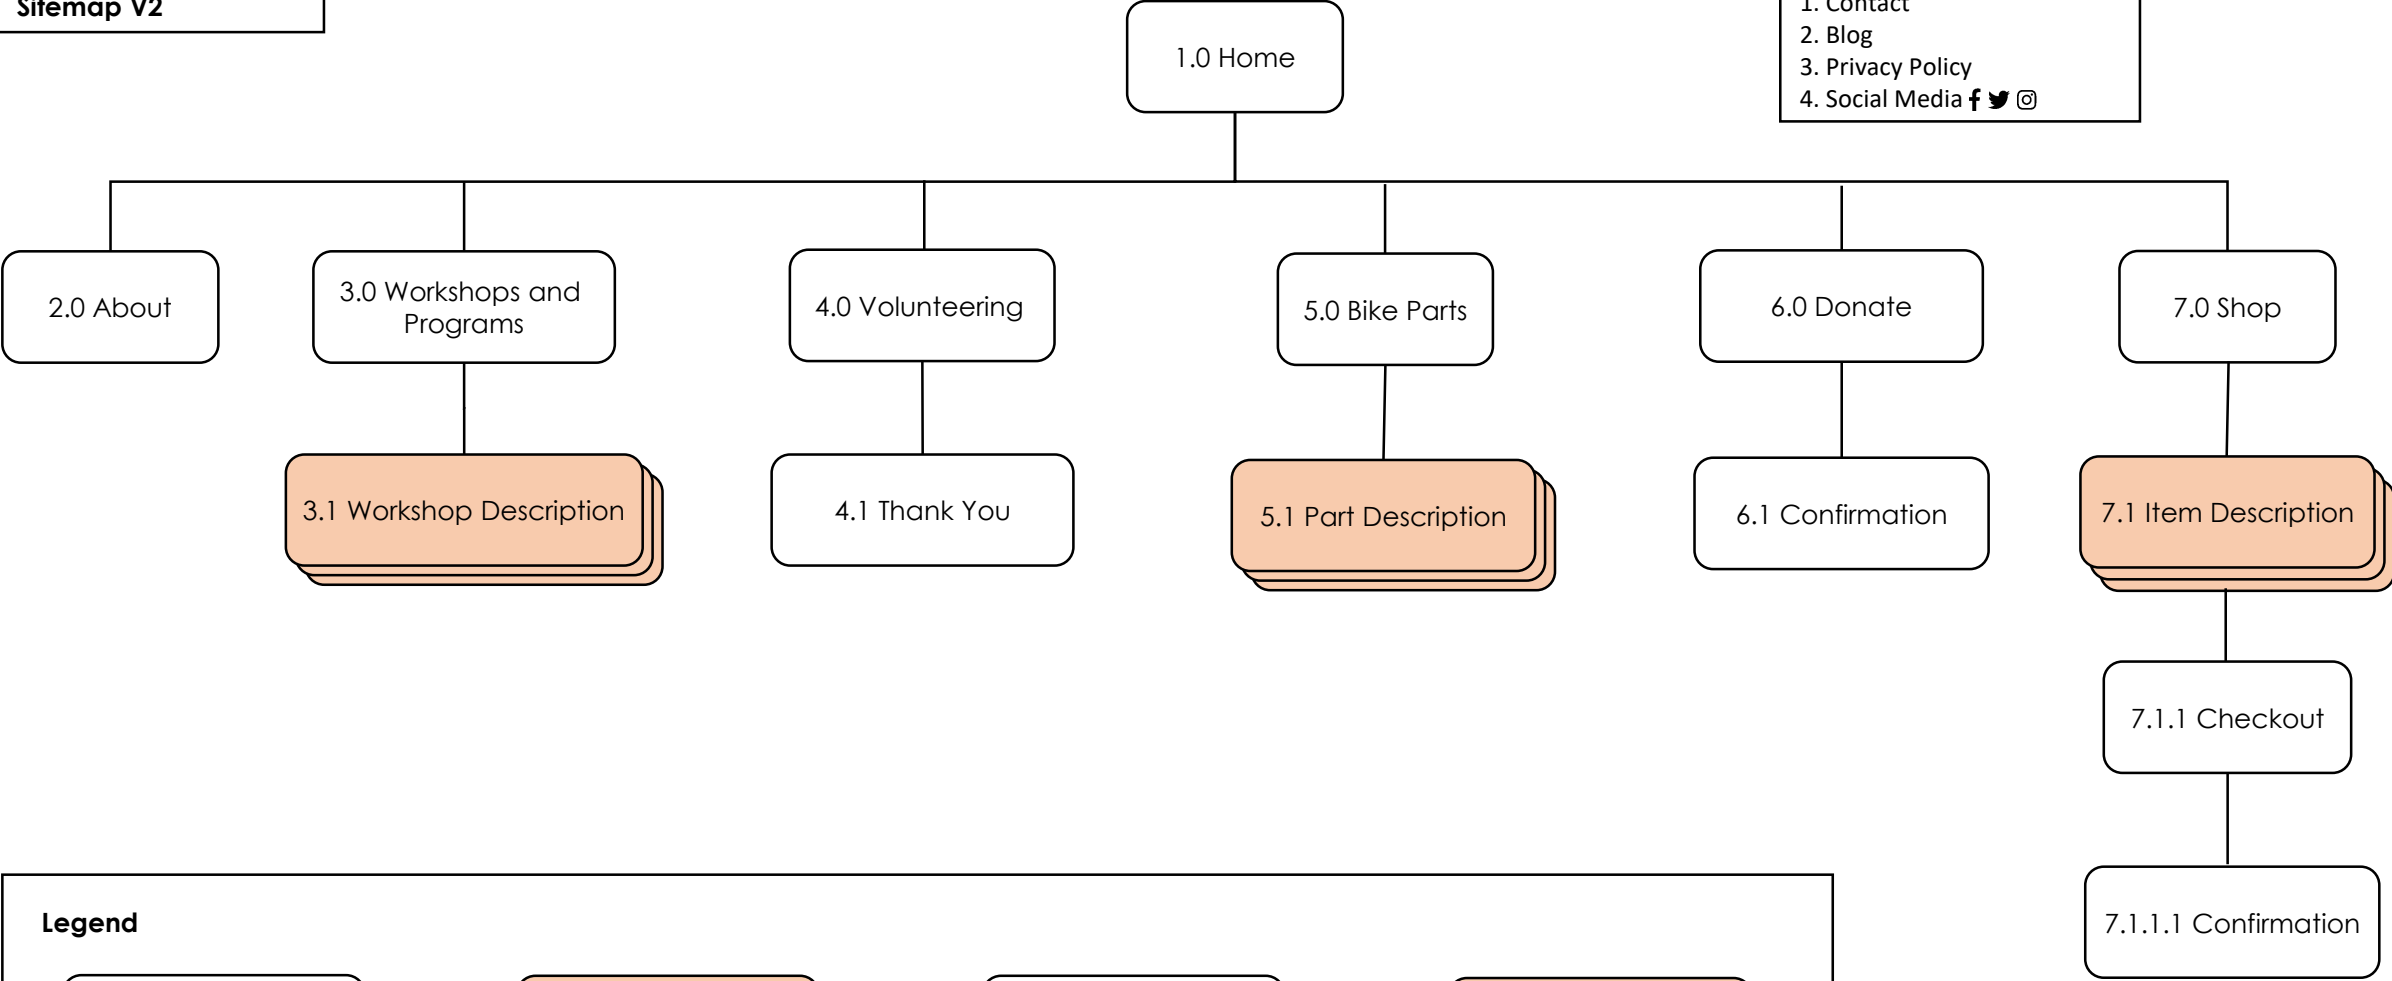 Sitemap V2
1. Contact
2. Blog
3. Privacy Policy
4. Social Media
1.0 Home
2.0 About
3.0 Workshops and
Programs
4.0 Volunteering
5.0 Bike Parts
6.0 Donate
7.0 Shop
3.1 Workshop Description
4.1 Thank You
5.1 Part Description
6.1 Confirmation
7.1 Item Description
7.1.1 Checkout
7.1.1.1 Confirmation
Legend